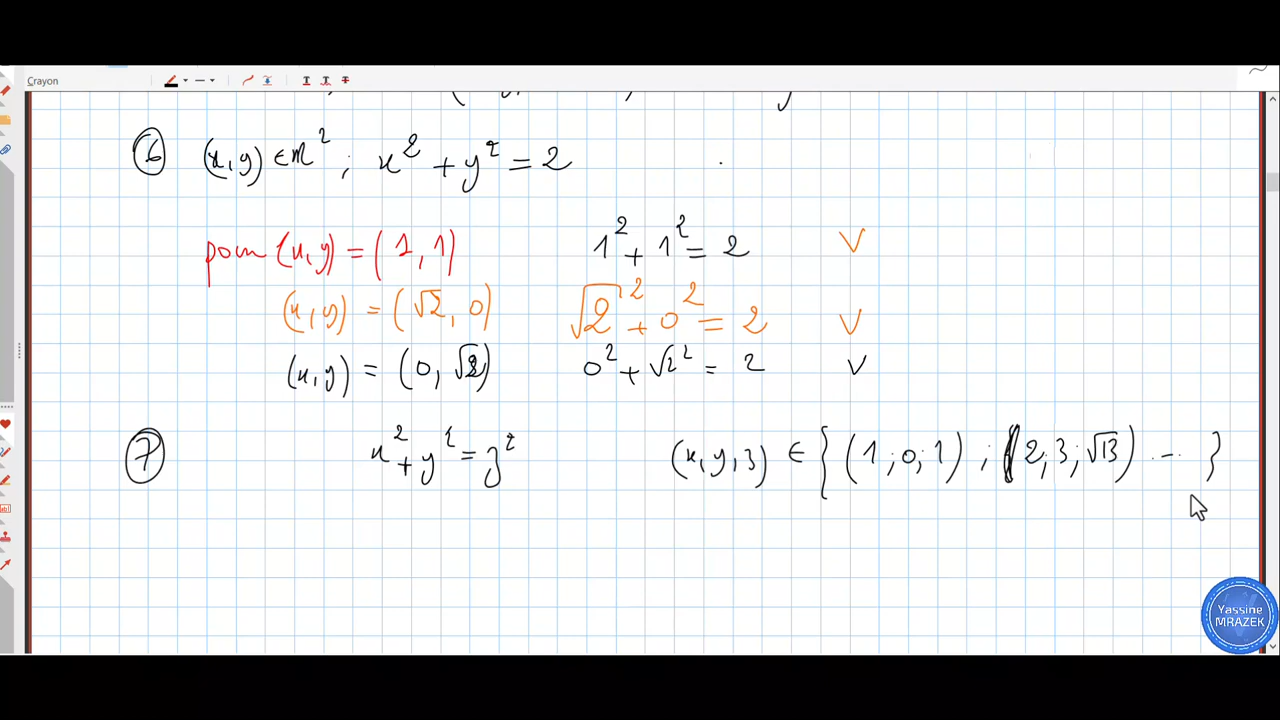 Crayon
⑥ (x,y) ∈ ℝ² ; x² + y² = 2
pour (x,y) = (1,1) 1² + 1² = 2 V
(x,y) = (√2, 0) √2² + 0² = 2 V
(x,y) = (0, √2) 0² + √2² = 2 V
⑦ x² + y² = z² (x,y,z) ∈ {(1;0;1) ; (2;3;√13) ... }
Yassine
MRAZEK